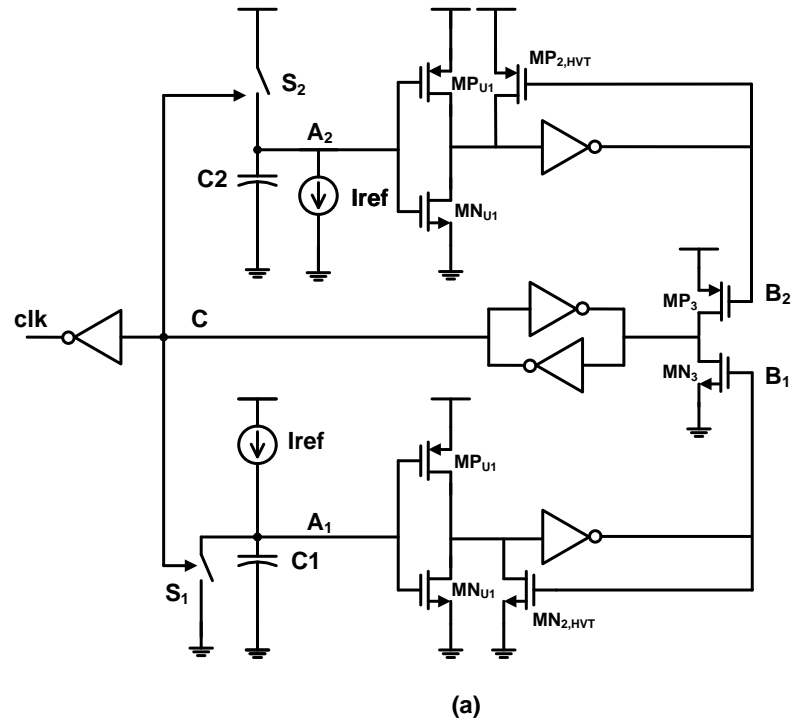 MP2,HVT
MPU1
S2
A2
C2
Iref
MNU1
MP3
B2
clk
C
MN3
B1
Iref
MPU1
A1
C1
S1
MNU1
MN2,HVT
(a)